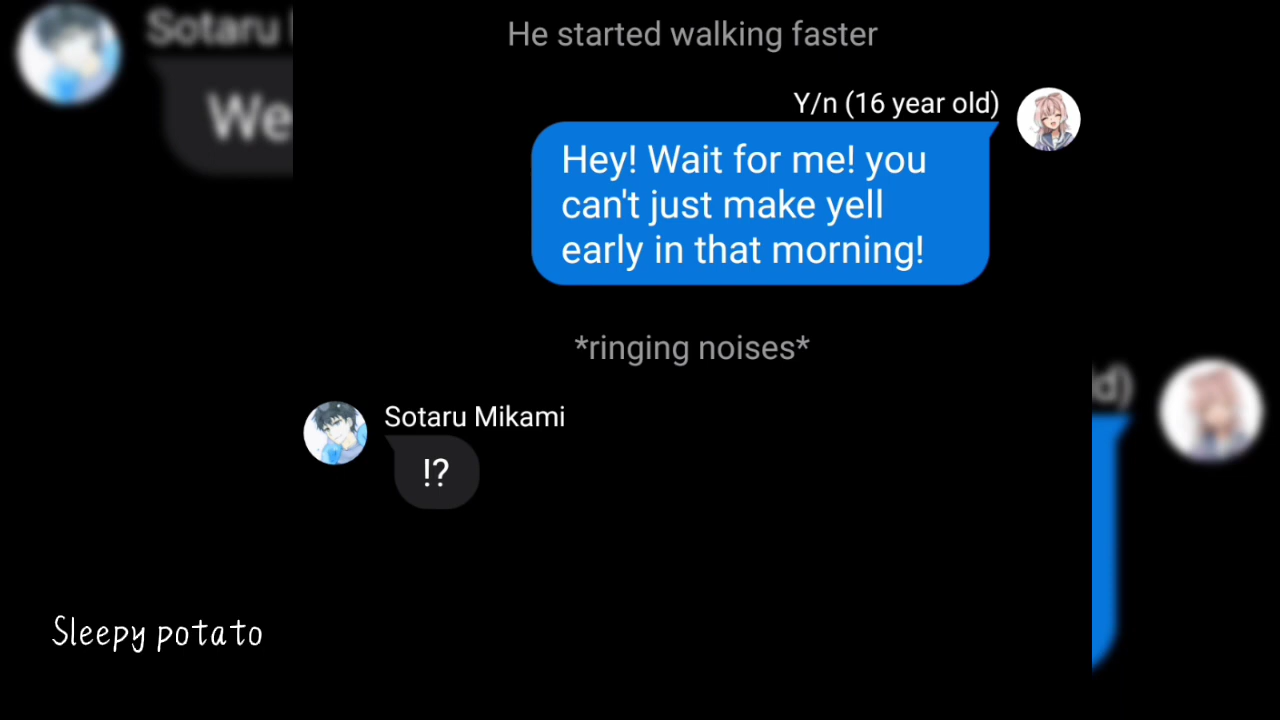 Sotaru
We
He started walking faster
Y/n (16 year old)
Hey! Wait for me! you
can't just make yell
early in that morning!
*ringing noises*
Sotaru Mikami
!?
d)
Sleepy potato